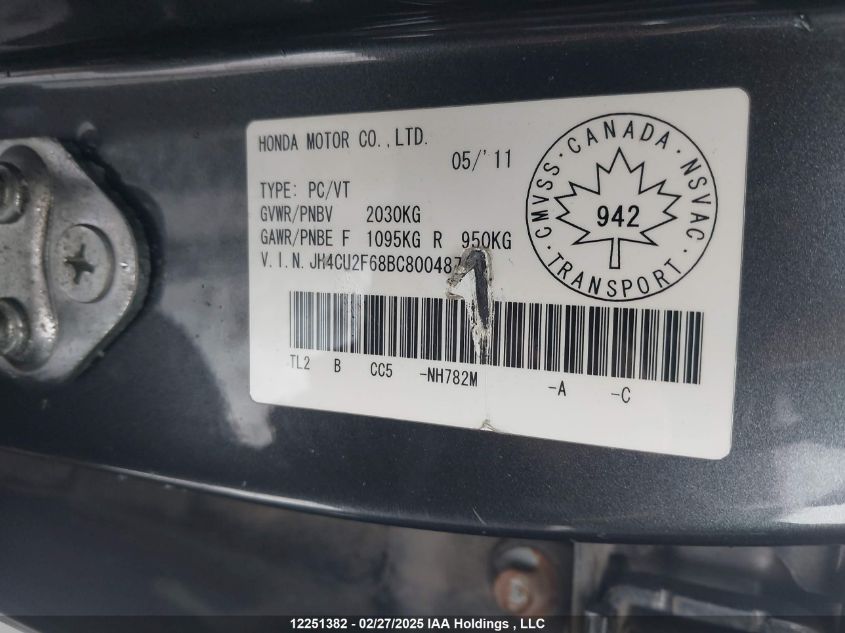 HONDA MOTOR CO.,LTD.
05/'11
TYPE: PC/VT
GVWR/PNBV 2030KG
GAWR/PNBE F 1095KG R 950KG
V.I.N.
TL2 B CC5 -NH782M -A -C
CMVSS · CANADA · NSVAC · TRANSPORT ·
942
12251382 - 02/27/2025 IAA Holdings , LLC